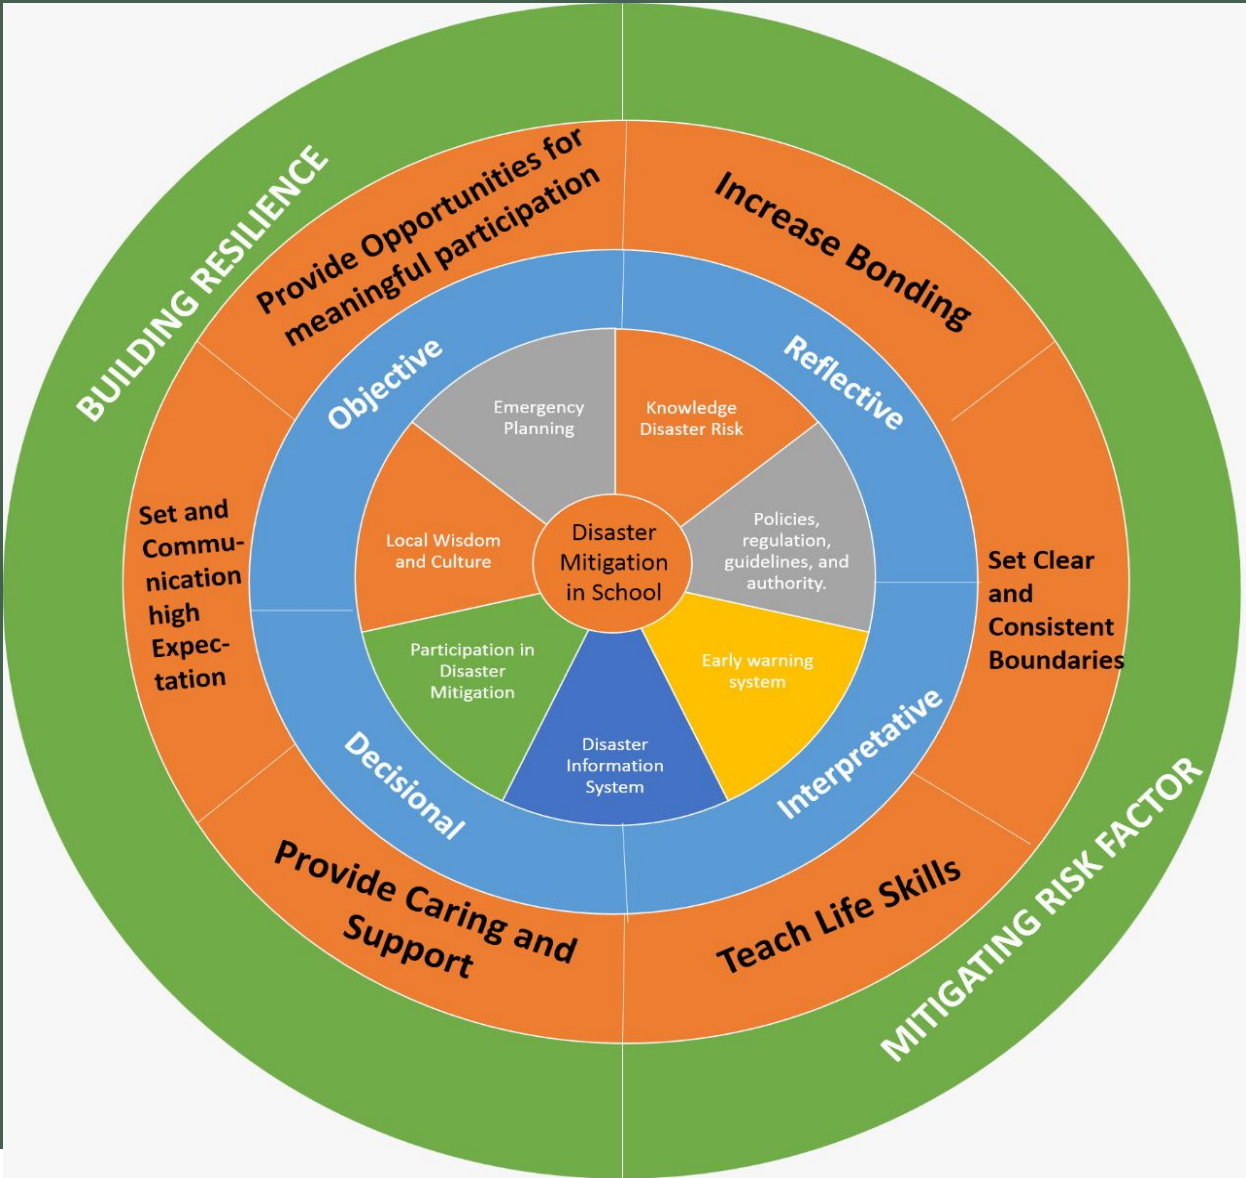 BUILDING RESILIENCE
Provide Opportunities for
meaningful participation
Increase Bonding
Objective
Reflective
Emergency
Planning
Knowledge
Disaster Risk
Set and
Commu-
nication
high
Expec-
tation
Local Wisdom
and Culture
Disaster
Mitigation
in School
Policies,
regulation,
guidelines, and
authority.
Set Clear
and
Consistent
Boundaries
Participation in
Disaster
Mitigation
Early warning
system
Disaster
Information
System
Decisional
Interpretative
Provide Caring and
Support
Teach Life Skills
MITIGATING RISK FACTOR